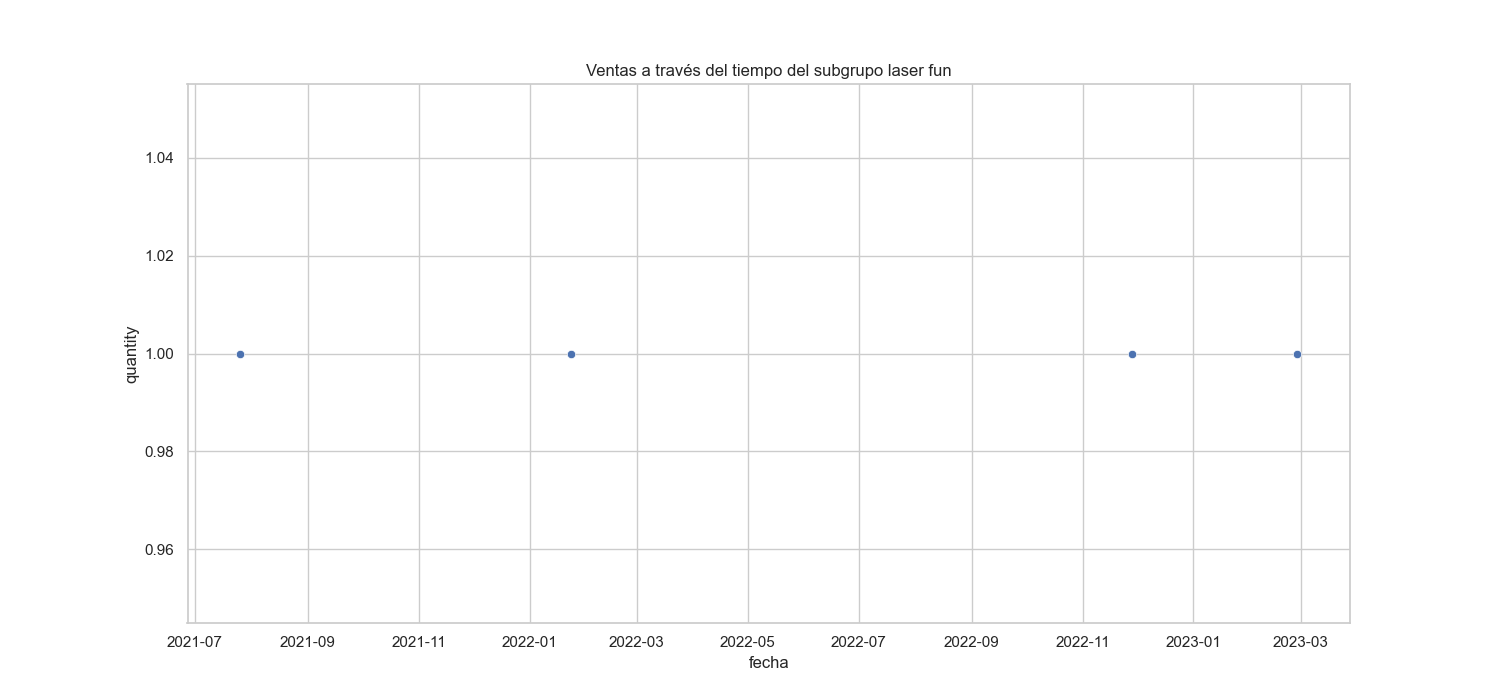 Ventas a través del tiempo del subgrupo laser fun
1.04
1.02
1.00
0.98
0.96
quantity
2021-07 2021-09 2021-11 2022-01 2022-03 2022-05 2022-07 2022-09 2022-11 2023-01 2023-03
fecha